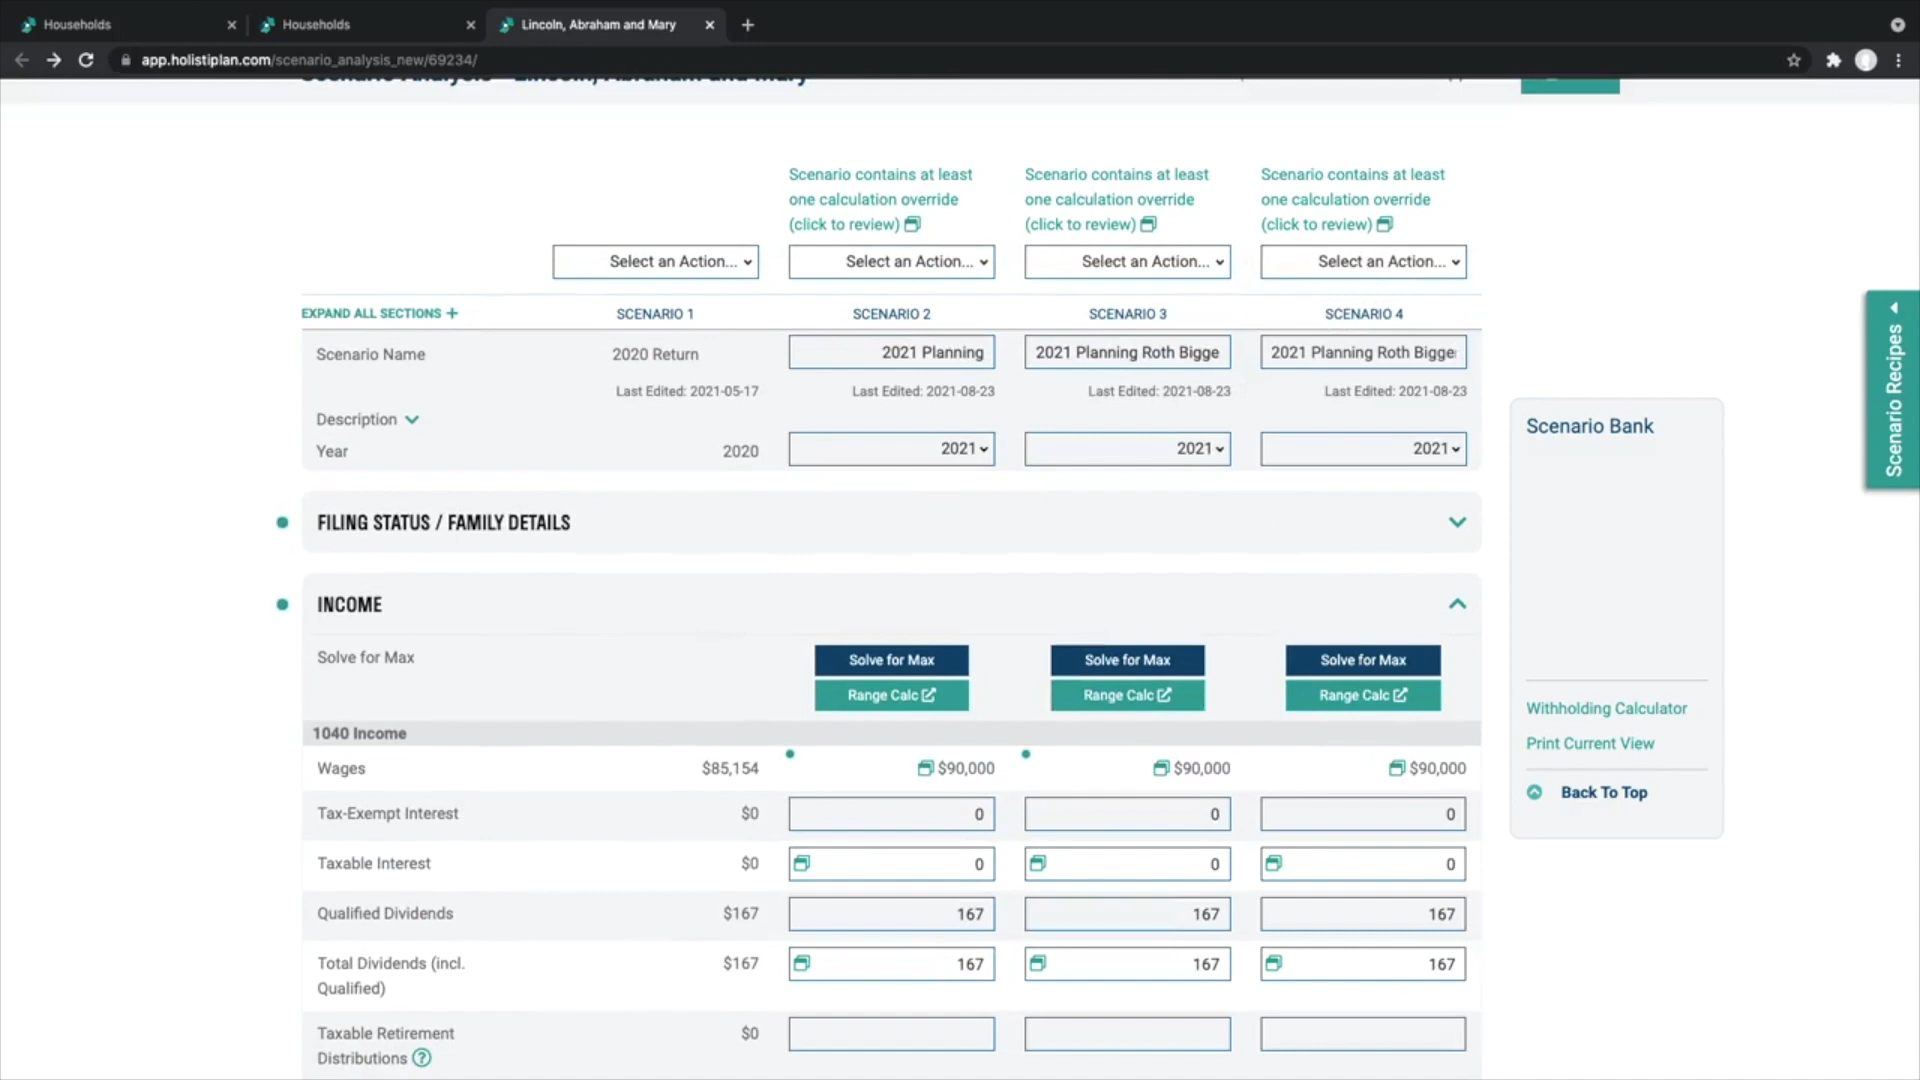 Households
Households
Lincoln, Abraham and Mary
app.holistiplan.com/scenario_analysis_new/69234/
Scenario Analysis - Lincoln, Abraham and Mary
Scenario contains at least one calculation override (click to review)
Scenario contains at least one calculation override (click to review)
Scenario contains at least one calculation override (click to review)
Select an Action... Select an Action... Select an Action... Select an Action...
EXPAND ALL SECTIONS + SCENARIO 1 SCENARIO 2 SCENARIO 3 SCENARIO 4
Scenario Name 2020 Return 2021 Planning 2021 Planning Roth Bigge 2021 Planning Roth Bigge
Last Edited: 2021-05-17 Last Edited: 2021-08-23 Last Edited: 2021-08-23 Last Edited: 2021-08-23
Description
Year 2020 2021 2021 2021
FILING STATUS / FAMILY DETAILS
INCOME
Solve for Max Solve for Max Solve for Max Solve for Max
Range Calc Range Calc Range Calc
1040 Income
Wages $85,154 $90,000 $90,000 $90,000
Tax-Exempt Interest $0 0 0 0
Taxable Interest $0 0 0 0
Qualified Dividends $167 167 167 167
Total Dividends (incl. Qualified) $167 167 167 167
Taxable Retirement Distributions ? $0
Scenario Recipes
Scenario Bank
Withholding Calculator
Print Current View
Back To Top